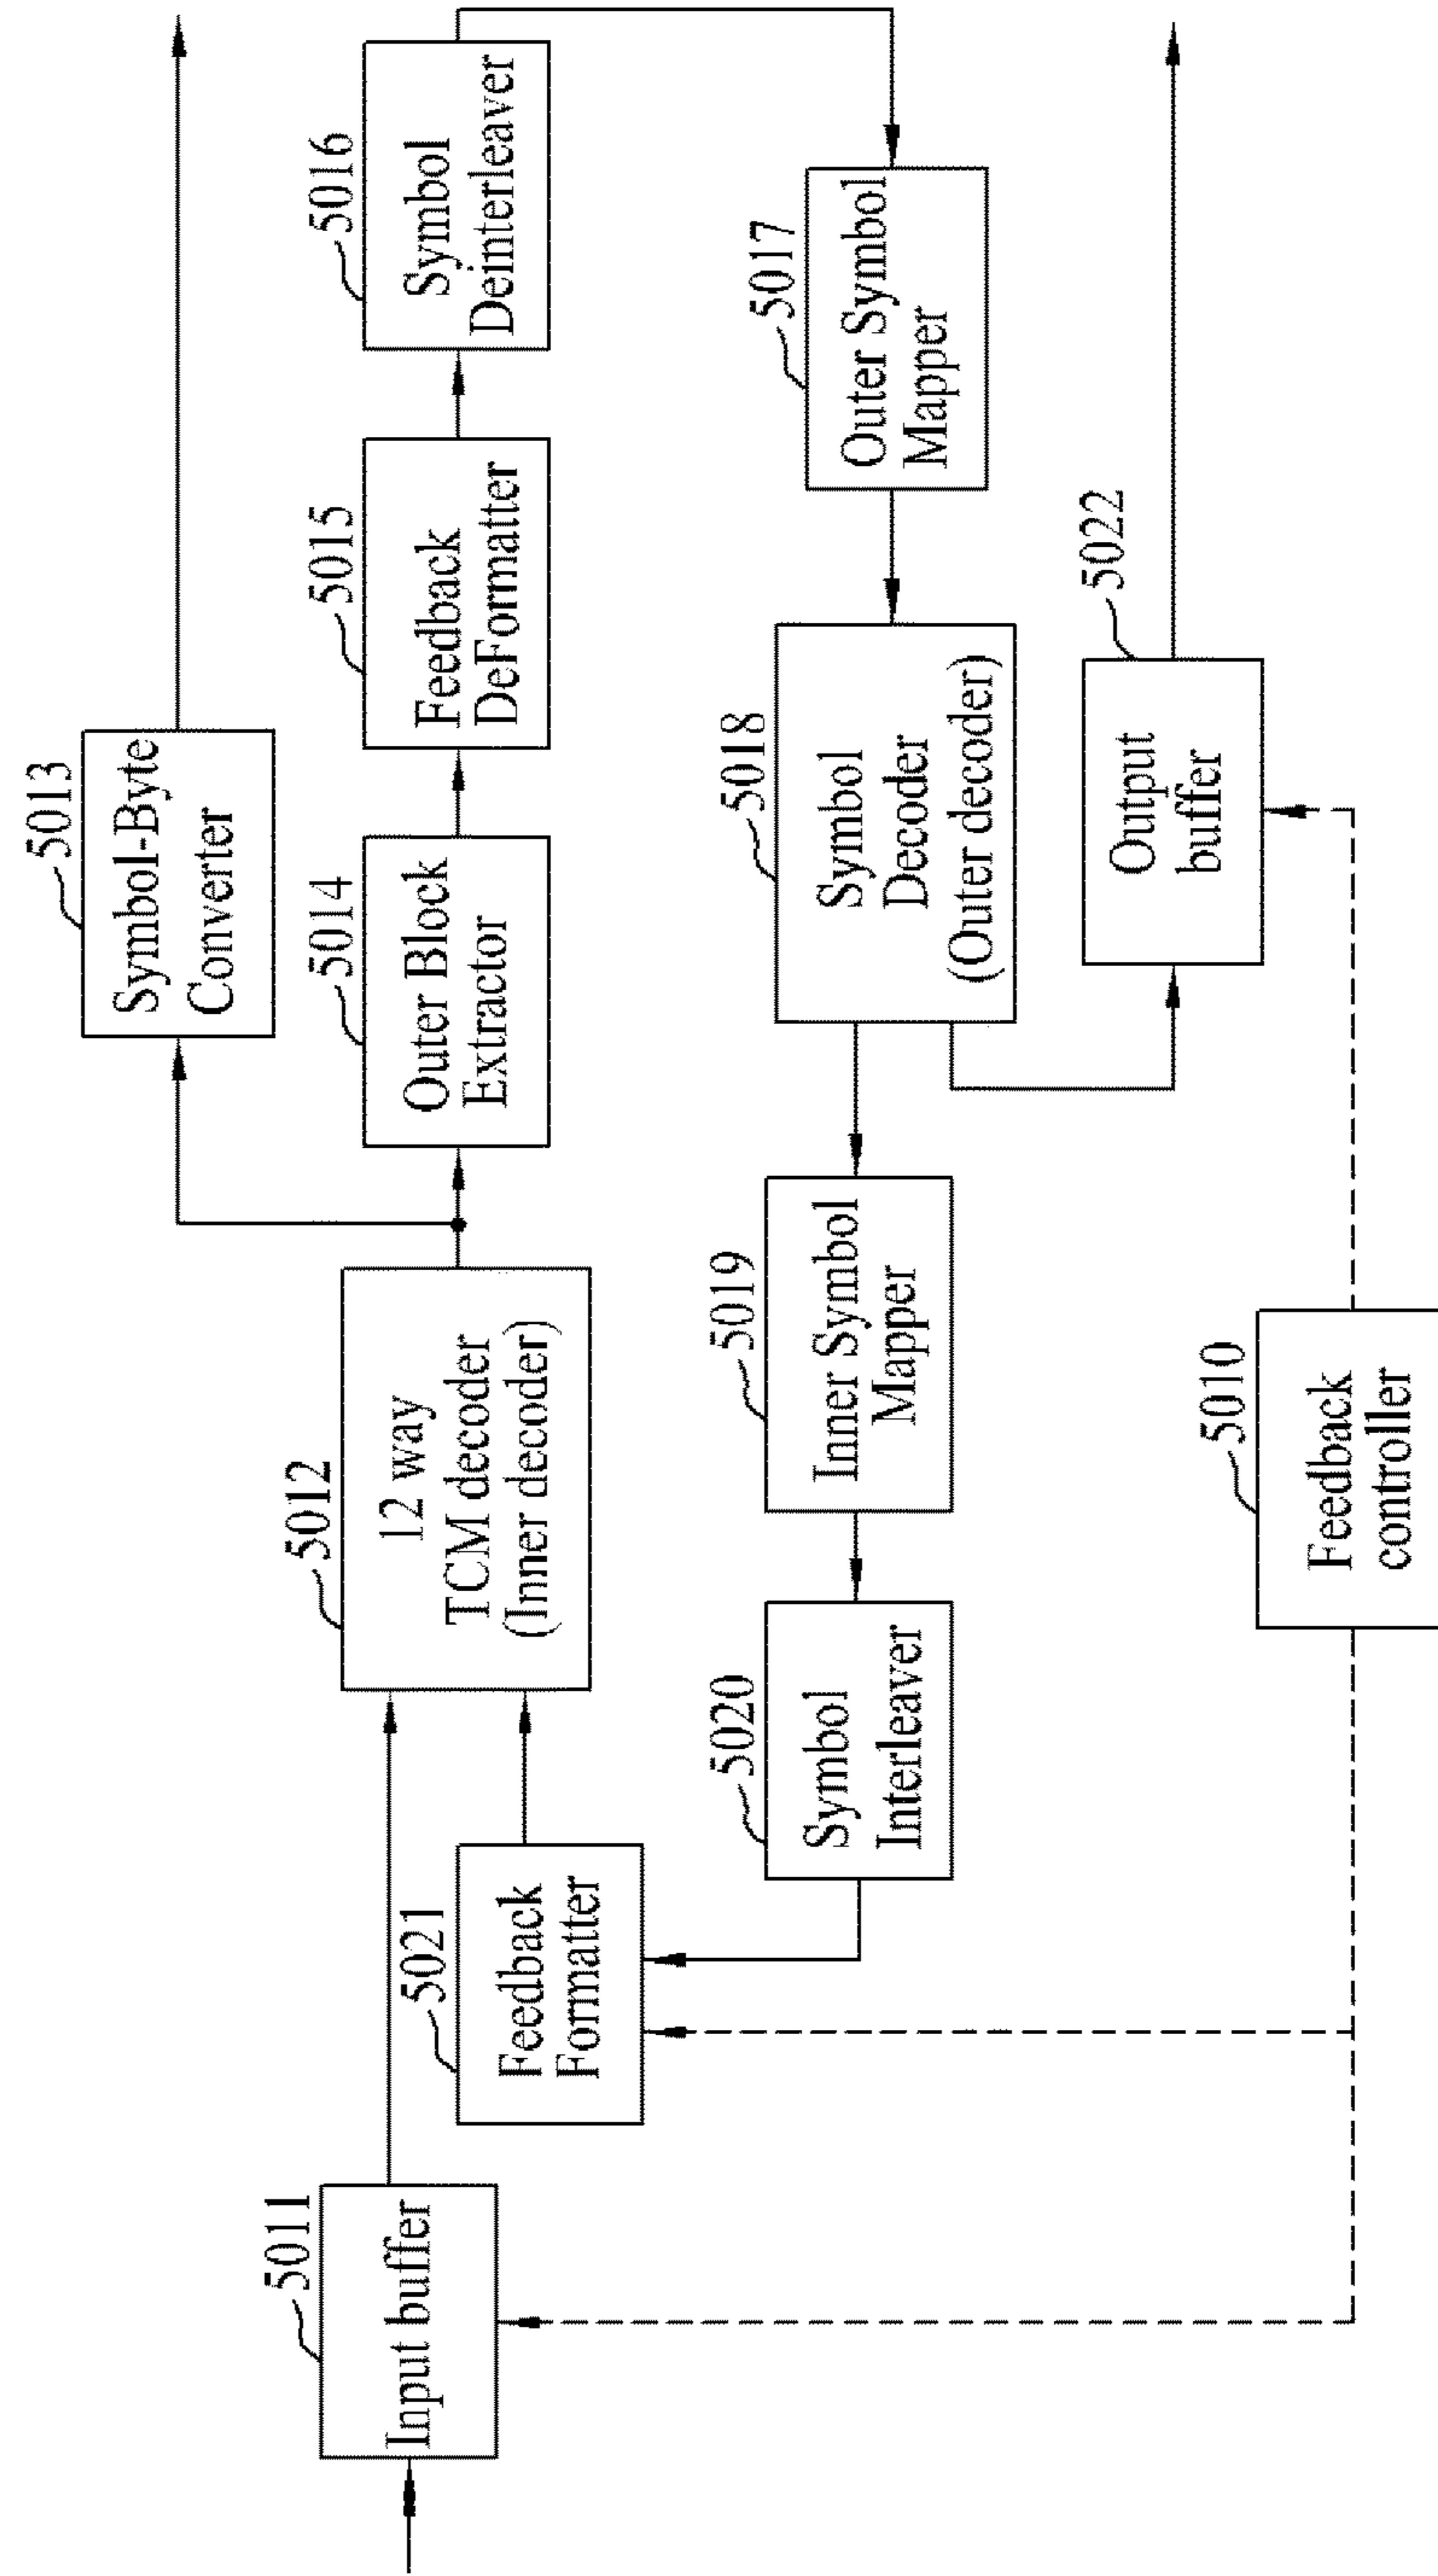 5013
Symbol-Byte
Converter
5011
Input buffer
5012
12 way
TCM decoder
(Inner decoder)
5014
Outer Block
Extractor
5015
Feedback
DeFormatter
5016
Symbol
Deinterleaver
5021
Feedback
Formatter
5020
Symbol
Interleaver
5019
Inner Symbol
Mapper
5018
Symbol
Decoder
(Outer decoder)
5017
Outer Symbol
Mapper
5022
Output
buffer
5010
Feedback
controller